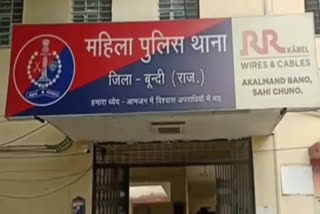 महिला पुलिस थाना
जिला - बून्दी (राज.)
हमारा ध्येय - आमजन में विश्वास अपराधियों में भय
RR
KABEL
WIRES & CABLES
AKALMAND BANO,
SAHI CHUNO.